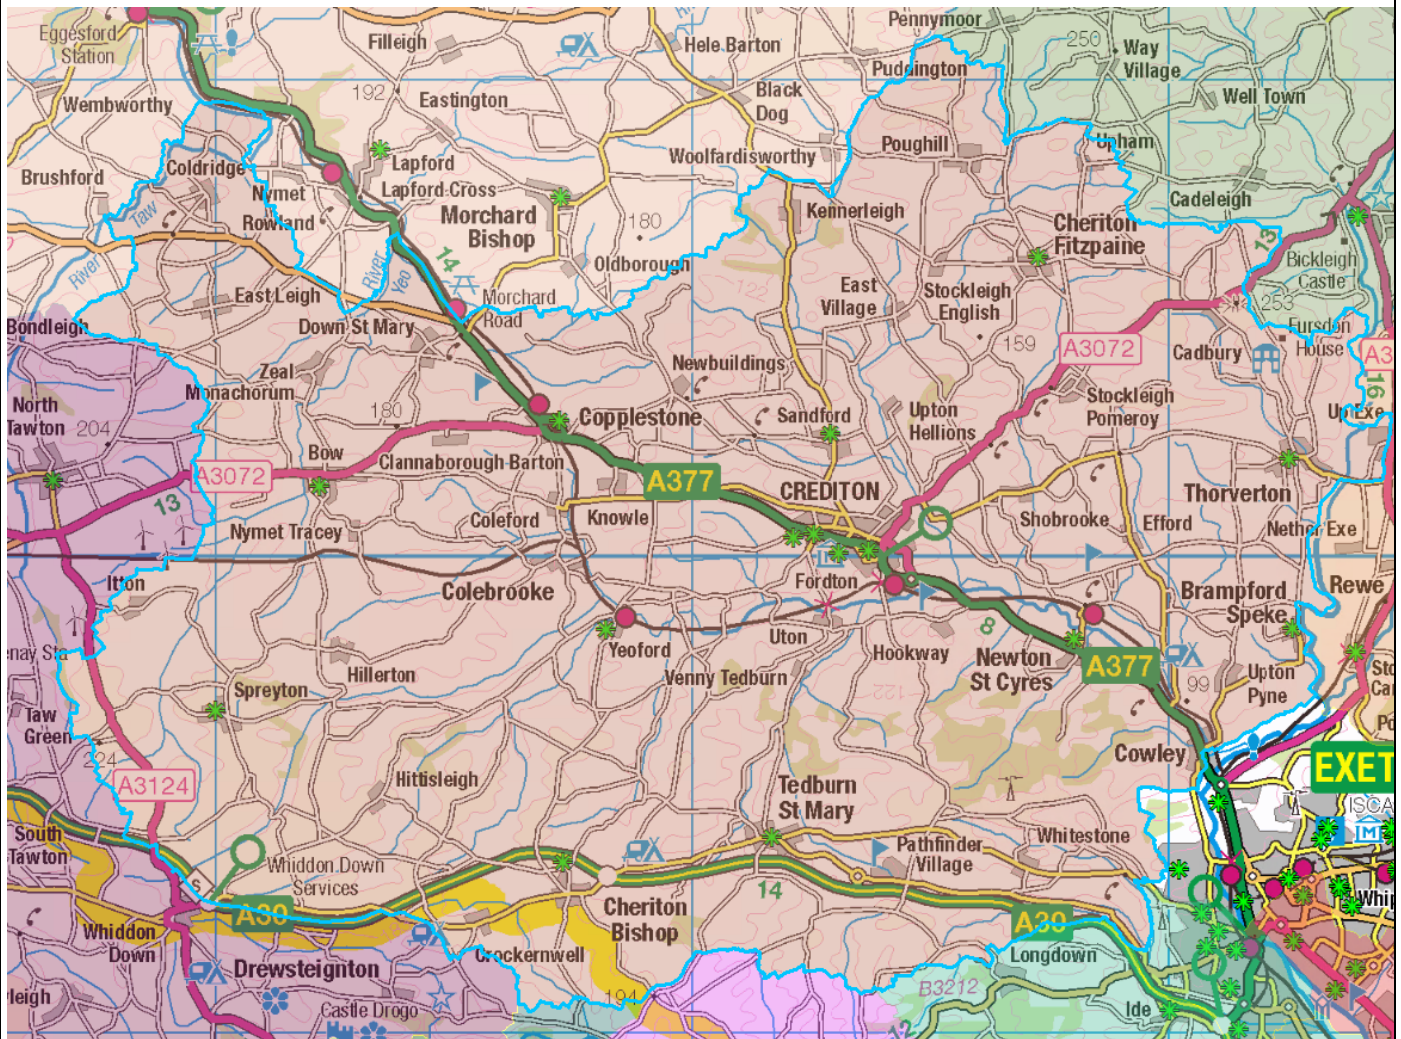 Eggesford
Station
Filleigh
Hele Barton
Pennymoor
250
Way
Village
Puddington
Wembworthy
192
Eastington
Black
Dog
Well Town
Poughill
Upham
Brushford
Coldridge
Lapford
Woolfardisworthy
Nymet
Rowland
Lapford Cross
Morchard
Bishop
180
Kennerleigh
Cadeleigh
Cheriton
Fitzpaine
River
Taw
River
Yeo
14
13
Oldborough
Bickleigh
Castle
East Leigh
Morchard
Road
East
Village
Stockleigh
English
253
Bondleigh
Down St Mary
159
A3072
Cadbury
Fursdon
House
A3
16
Zeal
Monachorum
Newbuildings
Stockleigh
Pomeroy
North
Tawton
204
180
Copplestone
Sandford
Upton
Hellions
Up Exe
Bow
A3072
13
Clannaborough Barton
A377
CREDITON
Thorverton
Nymet Tracey
Coleford
Knowle
Shobrooke
Efford
Nether Exe
Itton
Colebrooke
Fordton
Brampford
Speke
Rewe
Uton
8
Yeoford
Hookway
Newton
St Cyres
A377
enay Sta
Hillerton
Venny Tedburn
Upton
Pyne
99
122
Spreyton
Taw
Green
Cowley
A3124
Hittisleigh
Tedburn
St Mary
EXET
ISCA
South
Tawton
Whiddon Down
Services
S
Pathfinder
Village
Whitestone
14
A30
Cheriton
Bishop
A30
Whip
Whiddon
Down
Crockernwell
Longdown
Drewsteignton
rleigh
194
B3212
Castle Drogo
Ide
12